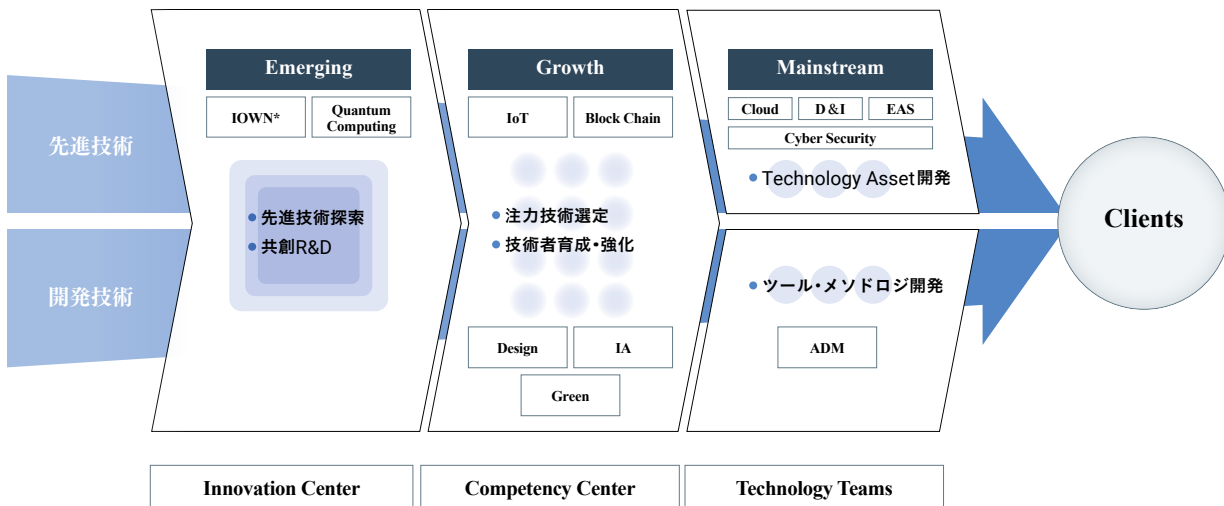 先進技術
開発技術
Emerging
IOWN*
Quantum
Computing
• 先進技術探索
• 共創R&D
Growth
IoT
Block Chain
• 注力技術選定
• 技術者育成・強化
Design
IA
Green
Mainstream
Cloud
D&I
EAS
Cyber Security
• Technology Asset開発
• ツール・メソドロジ開発
ADM
Clients
Innovation Center
Competency Center
Technology Teams